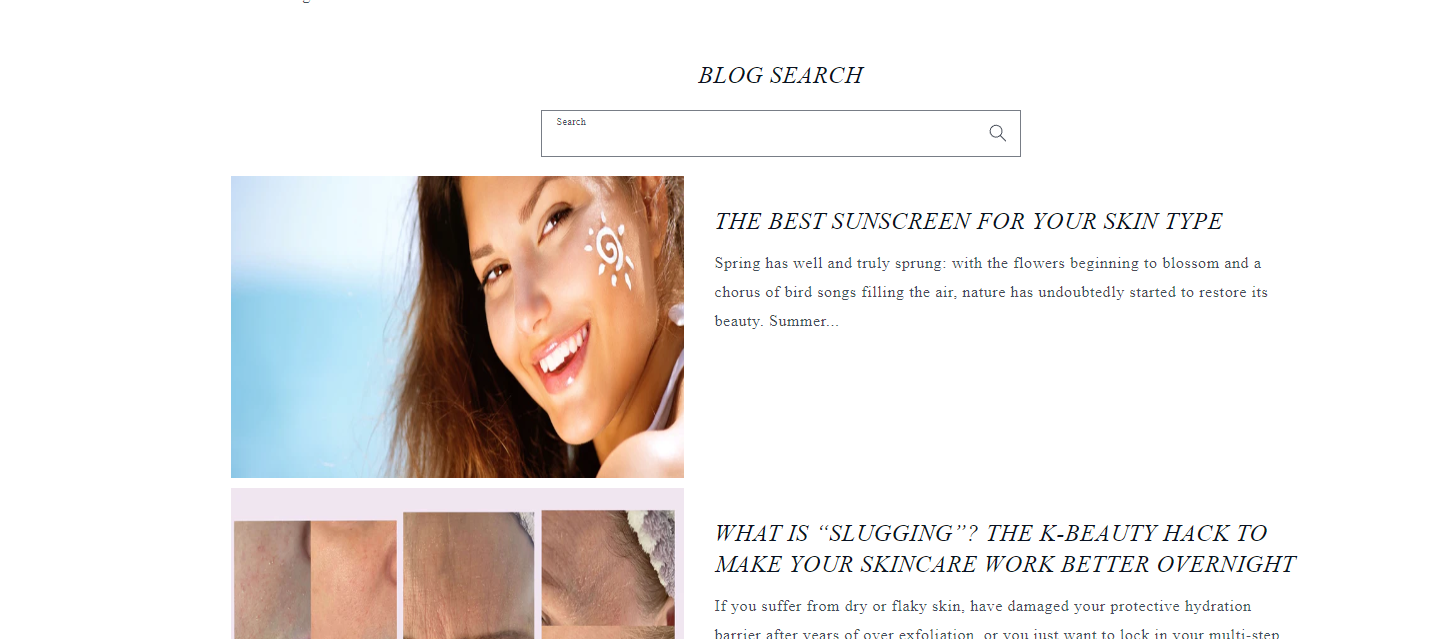 BLOG SEARCH
Search
THE BEST SUNSCREEN FOR YOUR SKIN TYPE
Spring has well and truly sprung: with the flowers beginning to blossom and a
chorus of bird songs filling the air, nature has undoubtedly started to restore its
beauty. Summer...
WHAT IS “SLUGGING”? THE K-BEAUTY HACK TO
MAKE YOUR SKINCARE WORK BETTER OVERNIGHT
If you suffer from dry or flaky skin, have damaged your protective hydration
barrier after years of over exfoliation, or you just want to lock in your multi-step